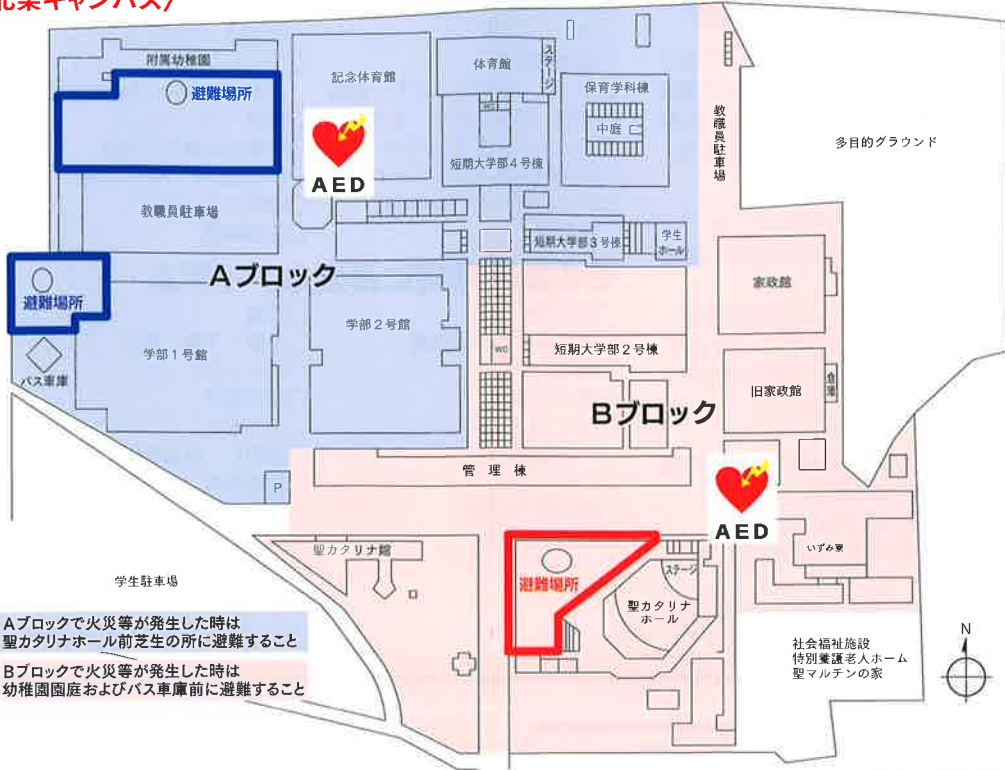 北条キャンパス〉
附属幼稚園
避難場所
記念体育館
体育館
ステージ
保育学科棟
中庭
WC
短期大学部4号棟
AED
教職員駐車場
多目的グラウンド
教職員駐車場
短期大学部3号棟
学生
ホール
Aブロック
避難場所
家政館
学部1号館
学部2号館
WC
短期大学部2号棟
バス車庫
旧家政館
倉庫
Bブロック
管理棟
P
AED
聖カタリナ館
いずみ寮
避難場所
ステージ
聖カタリナ
ホール
学生駐車場
Aブロックで火災等が発生した時は
聖カタリナホール前芝生の所に避難すること
Bブロックで火災等が発生した時は
幼稚園園庭およびバス車庫前に避難すること
社会福祉施設
特別養護老人ホーム
聖マルチンの家
N